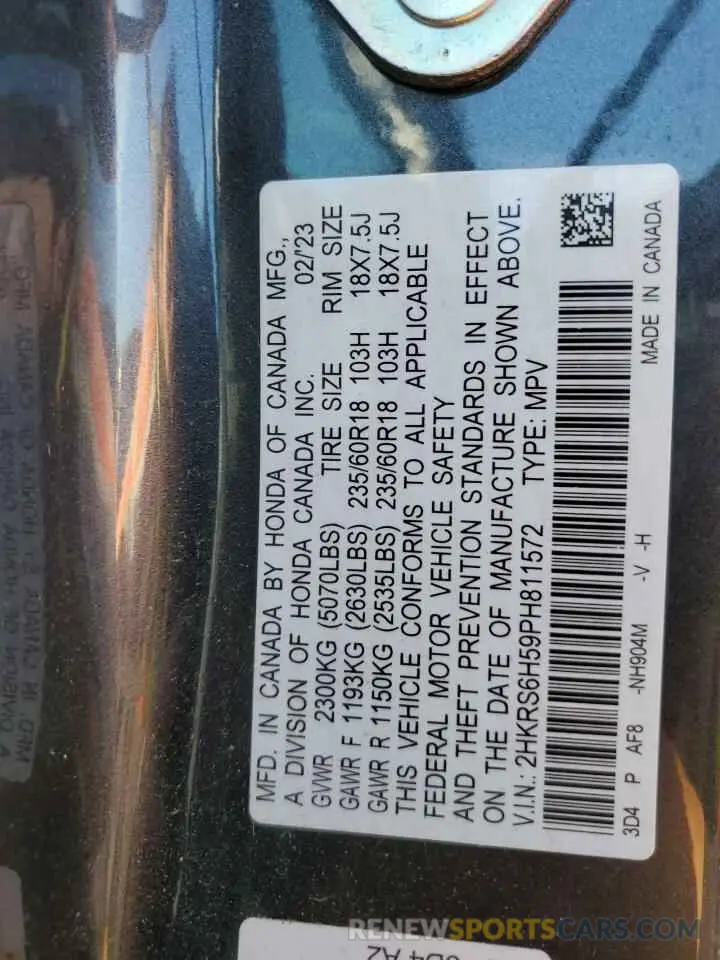 MFD. IN CANADA BY HONDA OF CANADA MFG.,
A DIVISION OF HONDA CANADA INC. 02/'23
GVWR 2300KG (5070LBS) TIRE SIZE RIM SIZE
GAWR F 1193KG (2630LBS) 235/60R18 103H 18X7.5J
GAWR R 1150KG (2535LBS) 235/60R18 103H 18X7.5J
THIS VEHICLE CONFORMS TO ALL APPLICABLE
FEDERAL MOTOR VEHICLE SAFETY
AND THEFT PREVENTION STANDARDS IN EFFECT
ON THE DATE OF MANUFACTURE SHOWN ABOVE.
V.I.N.: 2HKRS6H59PH811572 TYPE: MPV
3D4 P AF8 -NH904M -V -H MADE IN CANADA
RENEWSPORTSCARS.COM